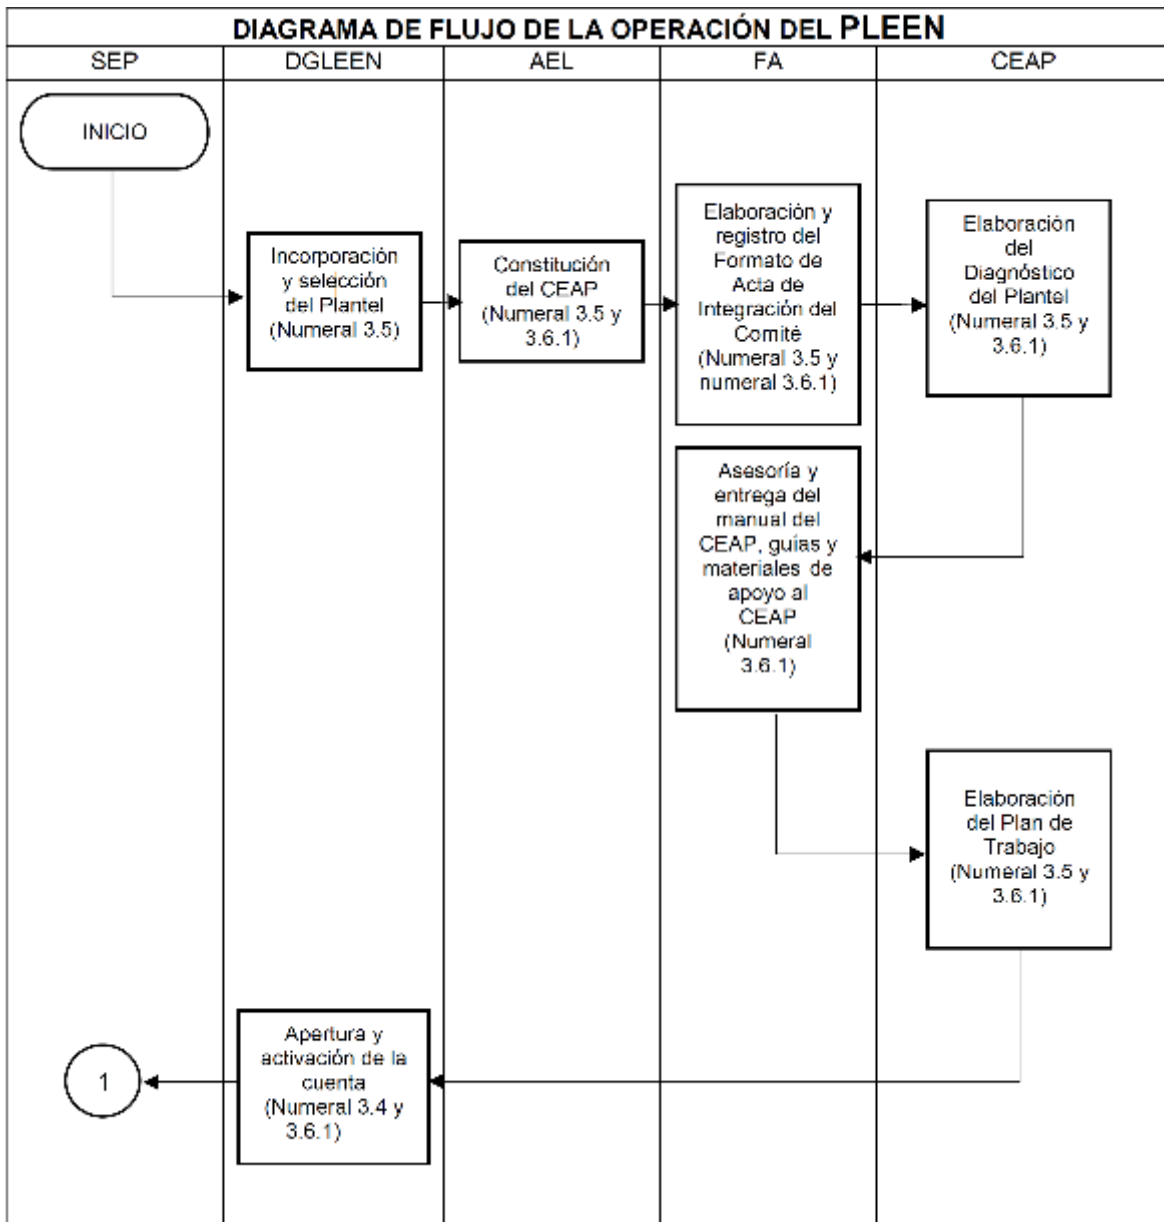 DIAGRAMA DE FLUJO DE LA OPERACIÓN DEL PLEEN
SEP
DGLEEN
AEL
FA
CEAP
INICIO
Incorporación
y selección
del Plantel
(Numeral 3.5)
Constitución
del CEAP
(Numeral 3.5 y
3.6.1)
Elaboración y
registro del
Formato de
Acta de
Integración del
Comité
(Numeral 3.5 y
numeral 3.6.1)
Elaboración
del
Diagnóstico
del Plantel
(Numeral 3.5 y
3.6.1)
Asesoría y
entrega del
manual del
CEAP, guías y
materiales de
apoyo al
CEAP
(Numeral
3.6.1)
Elaboración
del Plan de
Trabajo
(Numeral 3.5 y
3.6.1)
Apertura y
activación de la
cuenta
(Numeral 3.4 y
3.6.1)
1